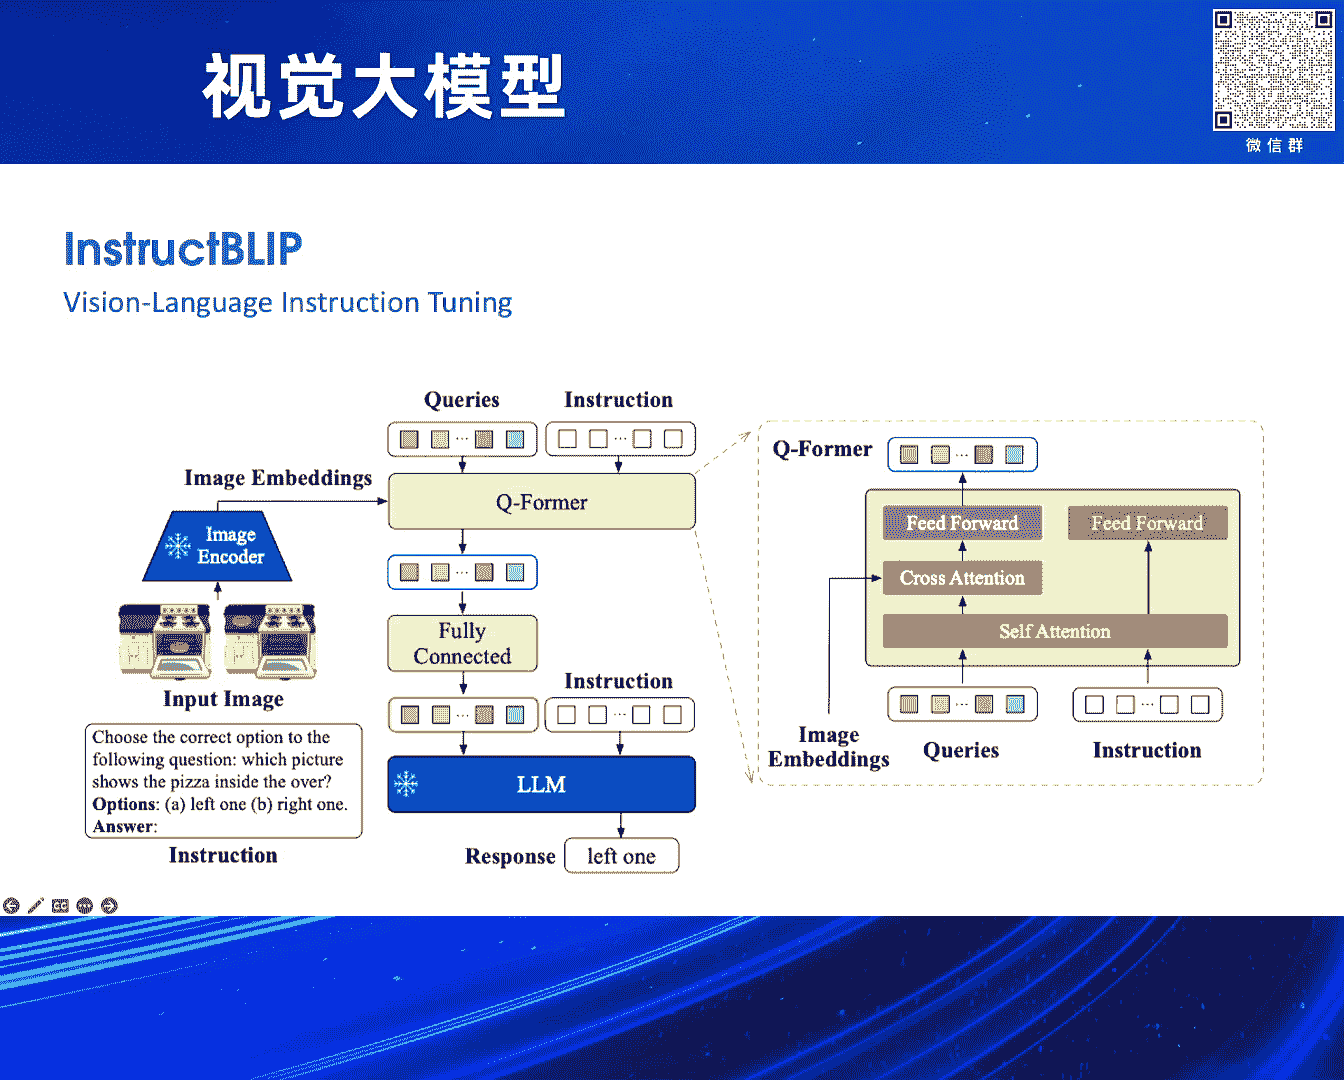 视觉大模型
微信群
InstructBLIP
Vision-Language Instruction Tuning
Queries
Instruction
Image Embeddings
Q-Former
Image
Encoder
Fully
Connected
Input Image
Instruction
Choose the correct option to the
following question: which picture
shows the pizza inside the over?
Options: (a) left one (b) right one.
Answer:
Instruction
LLM
Response
left one
Q-Former
Feed Forward
Feed Forward
Cross Attention
Self Attention
Image
Embeddings
Queries
Instruction
CC